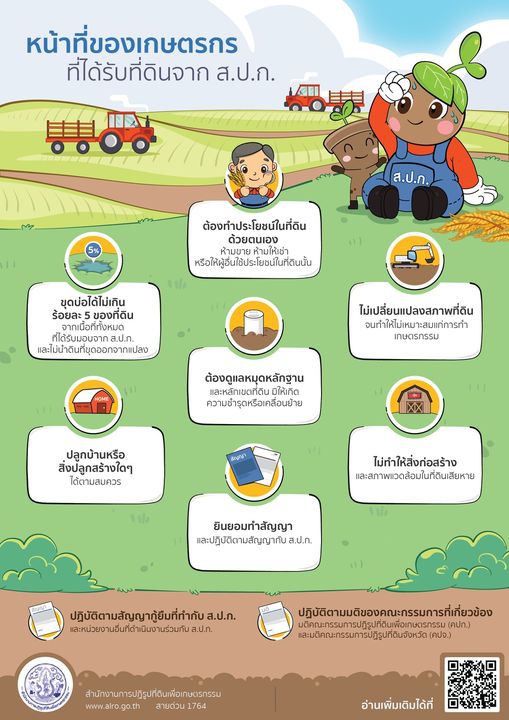 หน้าที่ของเกษตรกร
ที่ได้รับที่ดินจาก ส.ป.ก.
ส.ป.ก.
ต้องทำประโยชน์ในที่ดิน
ด้วยตนเอง
ห้ามขาย ห้ามให้เช่า
หรือให้ผู้อื่นใช้ประโยชน์ในที่ดินนั้น
5%
ขุดบ่อได้ไม่เกิน
ร้อยละ 5 ของที่ดิน
จากเนื้อที่ทั้งหมด
ที่ได้รับมอบจาก ส.ป.ก.
และไม่นำดินที่ขุดออกจากแปลง
ไม่เปลี่ยนแปลงสภาพที่ดิน
จนทำให้ไม่เหมาะสมแก่การทำ
เกษตรกรรม
ต้องดูแลหมุดหลักฐาน
และหลักเขตที่ดิน มิให้เกิด
ความชำรุดหรือเคลื่อนย้าย
HOME
ปลูกบ้านหรือ
สิ่งปลูกสร้างใดๆ
ได้ตามสมควร
ไม่ทำให้สิ่งก่อสร้าง
และสภาพแวดล้อมในที่ดินเสียหาย
สัญญา
ยินยอมทำสัญญา
และปฏิบัติตามสัญญากับ ส.ป.ก.
สัญญา
ปฏิบัติตามสัญญากู้ยืมที่ทำกับ ส.ป.ก.
และหน่วยงานอื่นที่ดำเนินงานร่วมกับ ส.ป.ก.
มติ
ปฏิบัติตามมติของคณะกรรมการที่เกี่ยวข้อง
มติคณะกรรมการปฏิรูปที่ดินเพื่อเกษตรกรรม (คปก.)
และมติคณะกรรมการปฏิรูปที่ดินจังหวัด (คปจ.)
สำนักงานการปฏิรูปที่ดินเพื่อเกษตรกรรม
www.alro.go.th สายด่วน 1764
อ่านเพิ่มเติมได้ที่